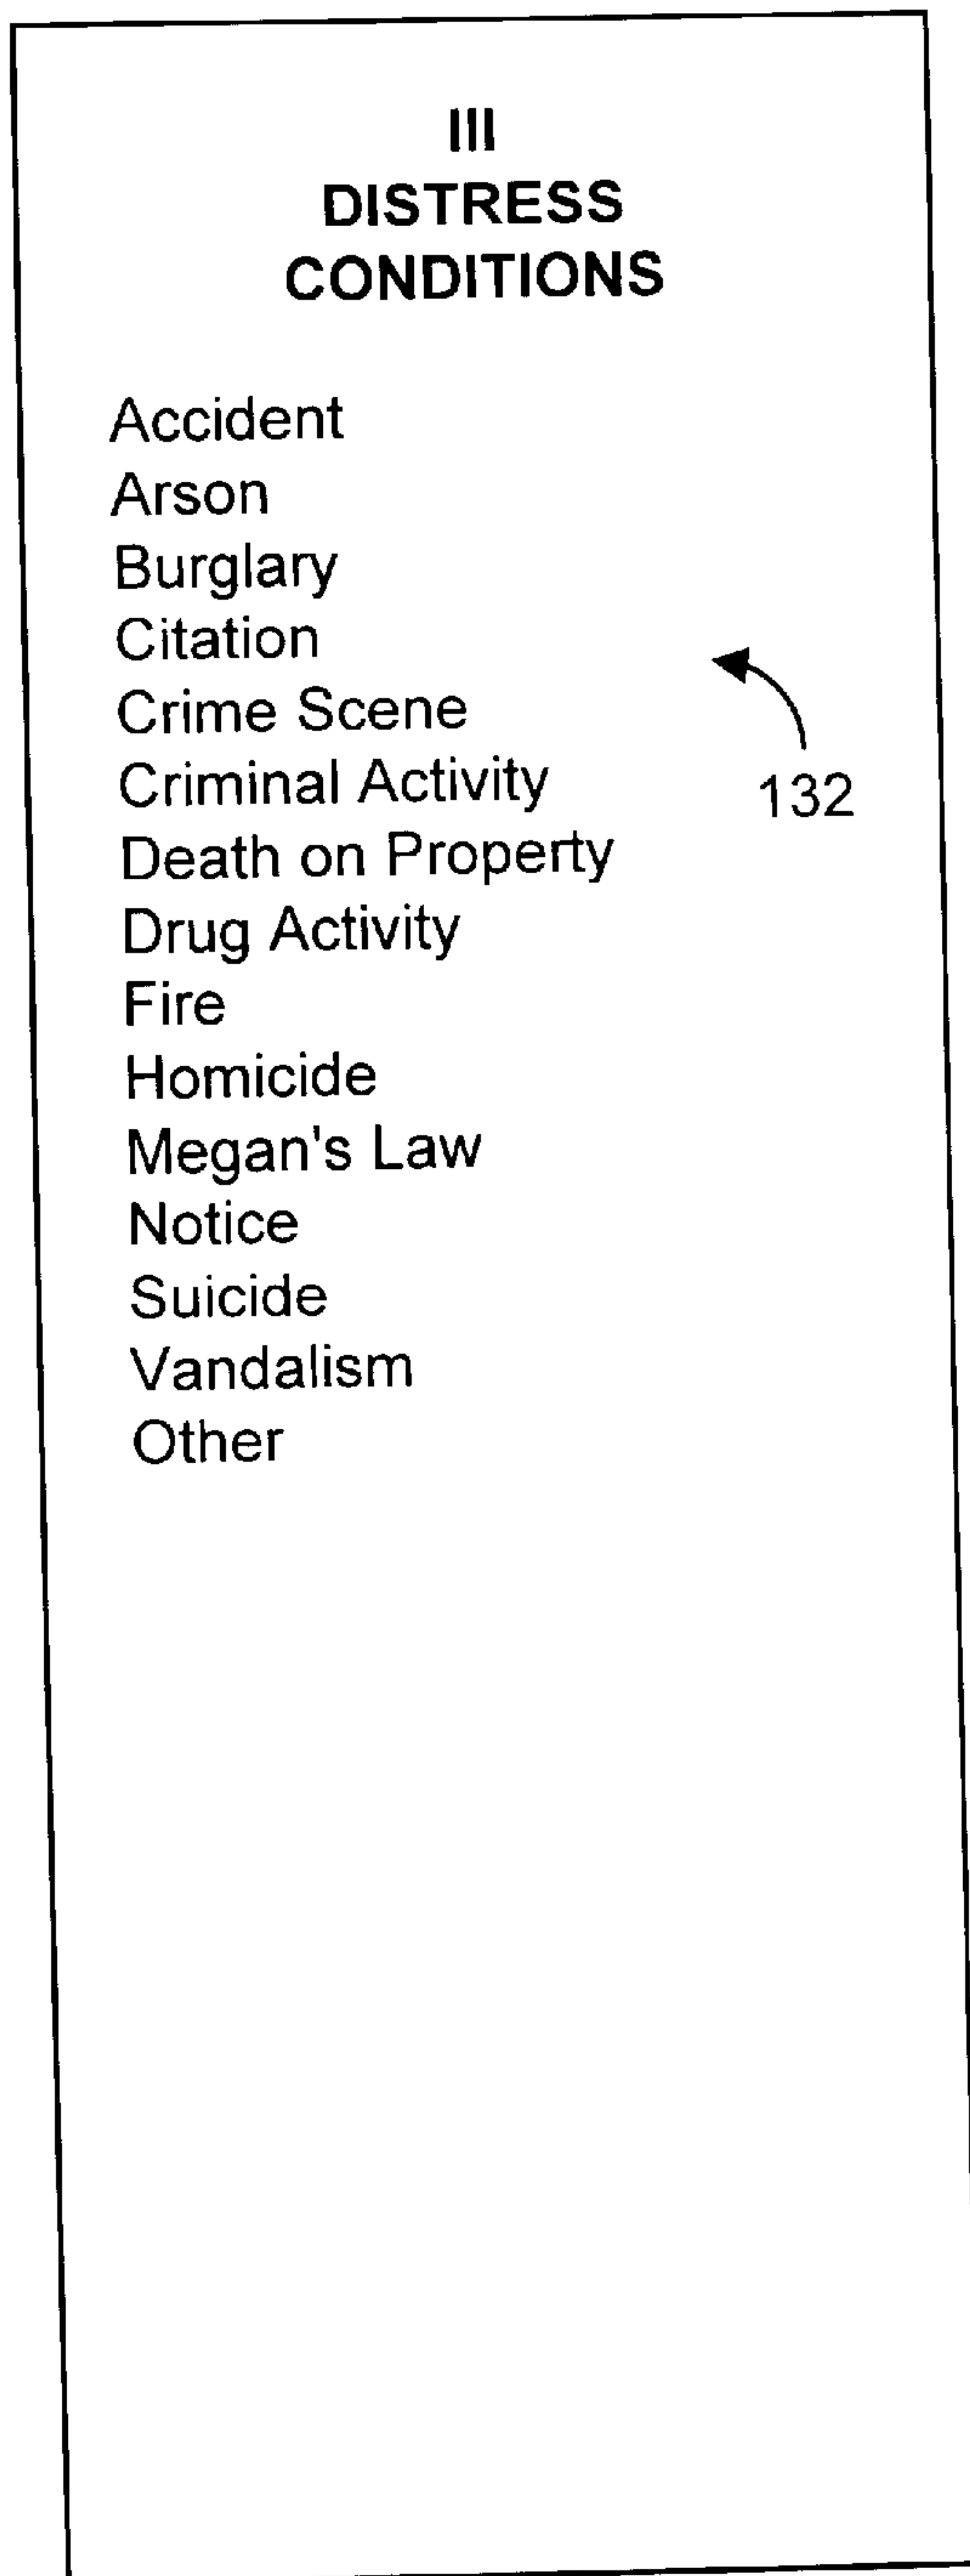 III
DISTRESS
CONDITIONS
Accident
Arson
Burglary
Citation
Crime Scene
Criminal Activity
132
Death on Property
Drug Activity
Fire
Homicide
Megan's Law
Notice
Suicide
Vandalism
Other